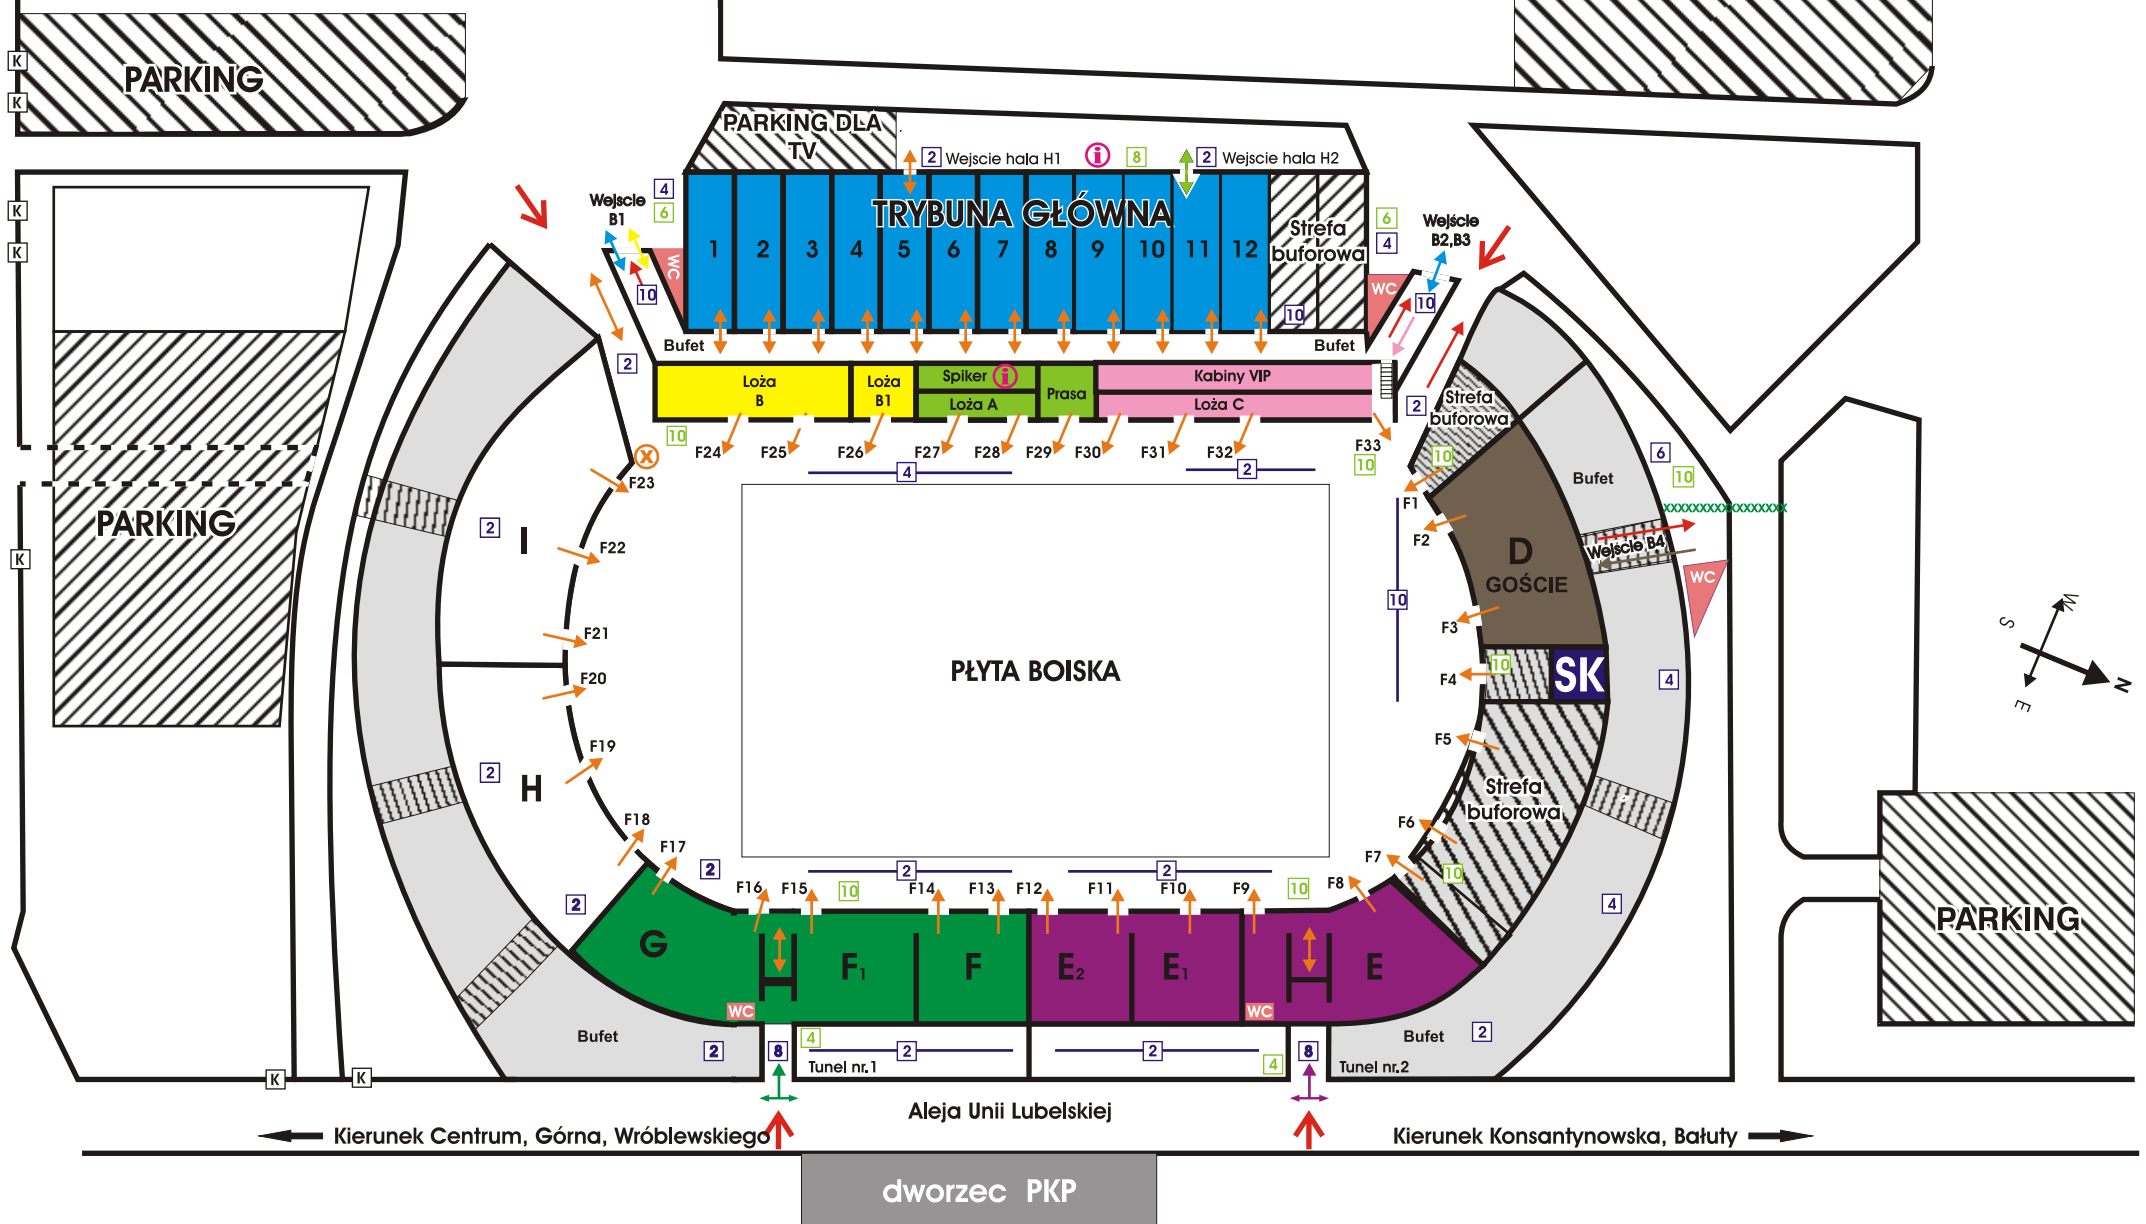 K
K
PARKING
PARKING DLA
TV
2 Wejscie hala H1
i
8
2 Wejscie hala H2
K
K
Wejscie
B1
4
6
TRYBUNA GŁÓWNA
1
2
3
4
5
6
7
8
9
10
11
12
Strefa
buforowa
10
6
4
Wejście
B2,B3
WC
10
WC
10
Bufet
Bufet
2
Loża
B
Loża
B1
Spiker i
Loża A
Prasa
Kabiny VIP
Loża C
2
Strefa
buforowa
10
F24
F25
F26
F27
F28
F29
F30
F31
F32
F33
10
10
4
2
X
F23
F1
F2
Bufet
6
10
xxxxxxxxxxxxxxxxx
PARKING
K
2
I
F22
D
GOŚCIE
Wejście B4
WC
10
F21
F3
F20
F4
10
SK
4
PŁYTA BOISKA
W
S
N
E
F19
F5
2
H
Strefa
buforowa
F18
F17
F6
F7
10
2
2
2
2
F16
F15
10
F14
F13
F12
F11
F10
F9
10
F8
4
PARKING
G
F1
F
E2
E1
E
WC
WC
Bufet
2
8
4
2
Tunel nr.1
2
4
8
Tunel nr.2
Bufet
2
K
K
Aleja Unii Lubelskiej
Kierunek Centrum, Górna, Wróblewskiego
Kierunek Konsantynowska, Bałuty
dworzec PKP